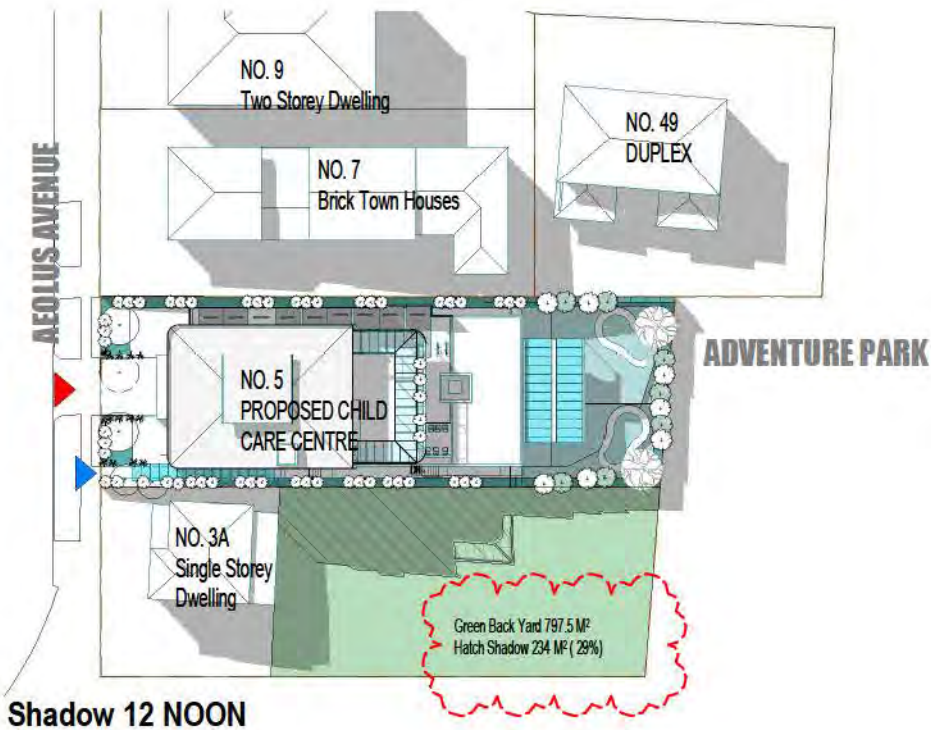 NO. 9
Two Storey Dwelling
NO. 49
DUPLEX
AEOLUS AVENUE
NO. 7
Brick Town Houses
ADVENTURE PARK
NO. 5
PROPOSED CHILD
CARE CENTRE
NO. 3A
Single Storey
Dwelling
Green Back Yard 797.5 M²
Hatch Shadow 234 M² ( 29%)
Shadow 12 NOON